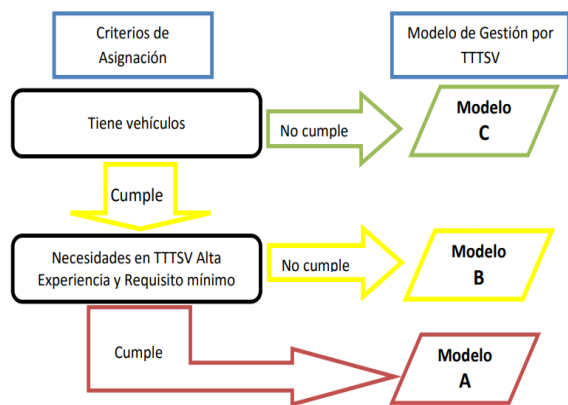 Criterios de
Asignación
Modelo de Gestión por
TTTSV
Tiene vehículos
No cumple
Modelo
C
Cumple
Necesidades en TTTSV Alta
Experiencia y Requisito mínimo
No cumple
Modelo
B
Cumple
Modelo
A